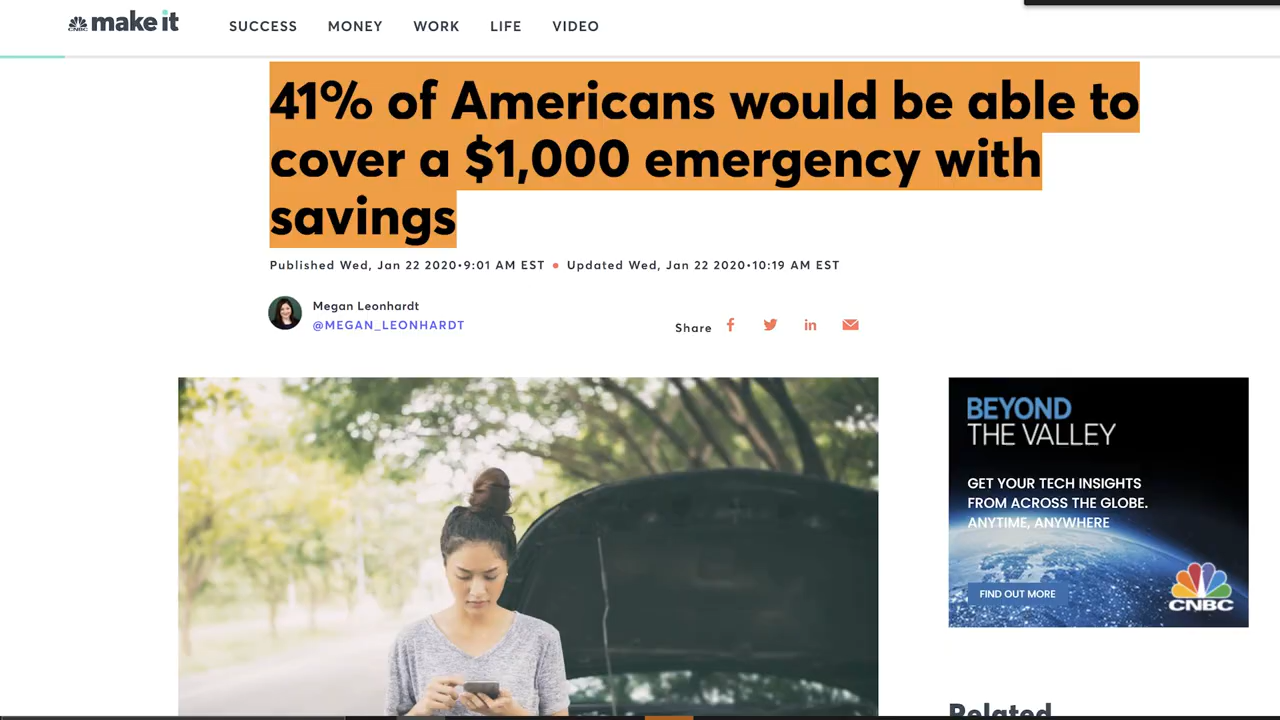 CNBC make it
SUCCESS MONEY WORK LIFE VIDEO
41% of Americans would be able to
cover a $1,000 emergency with
savings
Published Wed, Jan 22 2020•9:01 AM EST • Updated Wed, Jan 22 2020•10:19 AM EST
Megan Leonhardt
@MEGAN_LEONHARDT
Share
BEYOND
THE VALLEY
GET YOUR TECH INSIGHTS
FROM ACROSS THE GLOBE.
ANYTIME, ANYWHERE
FIND OUT MORE
CNBC
Related